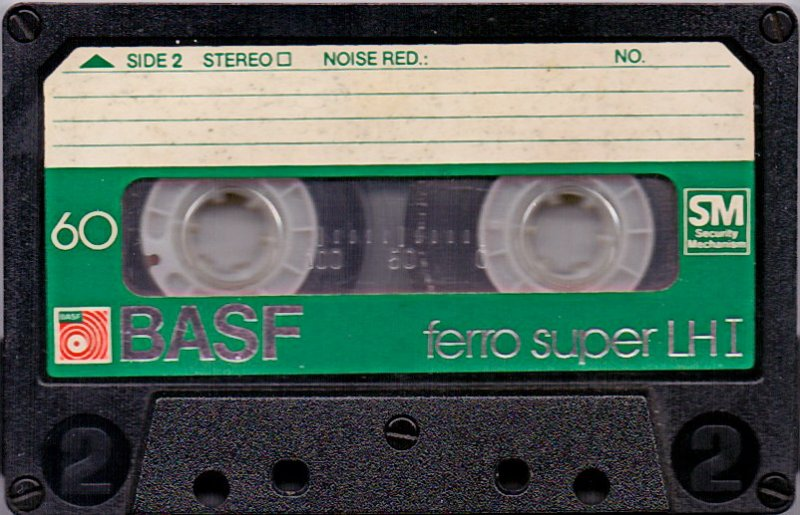 SIDE 2 STEREO NOISE RED.: NO.
60
SM
Security
Mechanism
100 50 0
BASF
BASF ferro super LH I
2 2